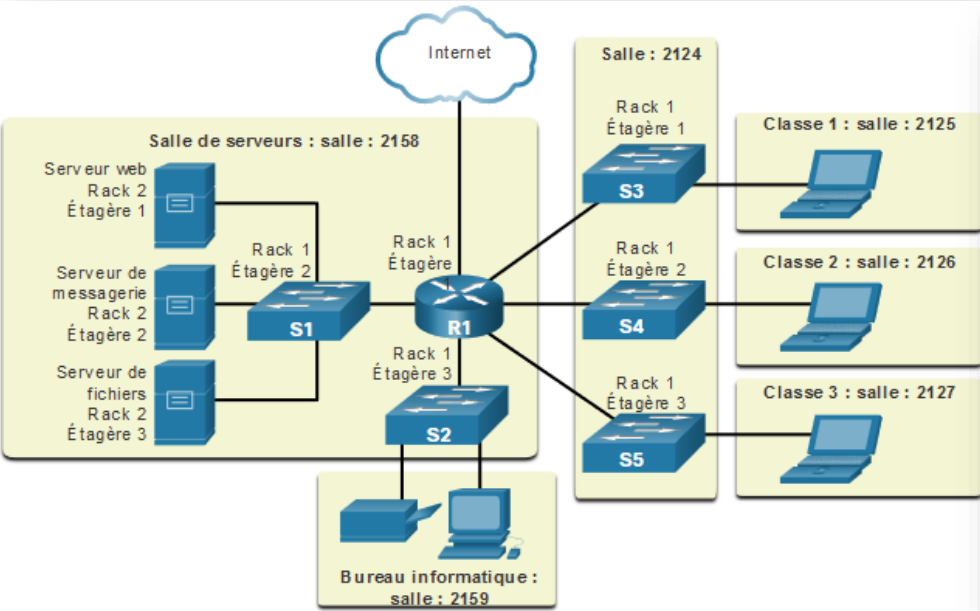 Internet
Salle : 2124
Rack 1
Étagère 1
S3
Classe 1 : salle : 2125
Salle de serveurs : salle : 2158
Serveur web
Rack 2
Étagère 1
Rack 1
Étagère 2
S1
Rack 1
Étagère
R1
Rack 1
Étagère 2
S4
Classe 2 : salle : 2126
Serveur de
messagerie
Rack 2
Étagère 2
Serveur de
fichiers
Rack 2
Étagère 3
Rack 1
Étagère 3
S2
Rack 1
Étagère 3
S5
Classe 3 : salle : 2127
Bureau informatique :
salle : 2159